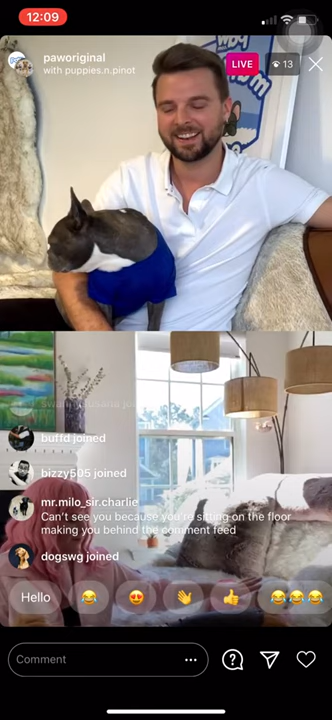 12:09
paworiginal
with puppies.n.pinot
LIVE
13
paw
buffd joined
bizzy505 joined
mr.milo_sir.charlie
Can't see you because you're sitting on the floor
making you behind the comment feed
dogswg joined
Hello
Comment